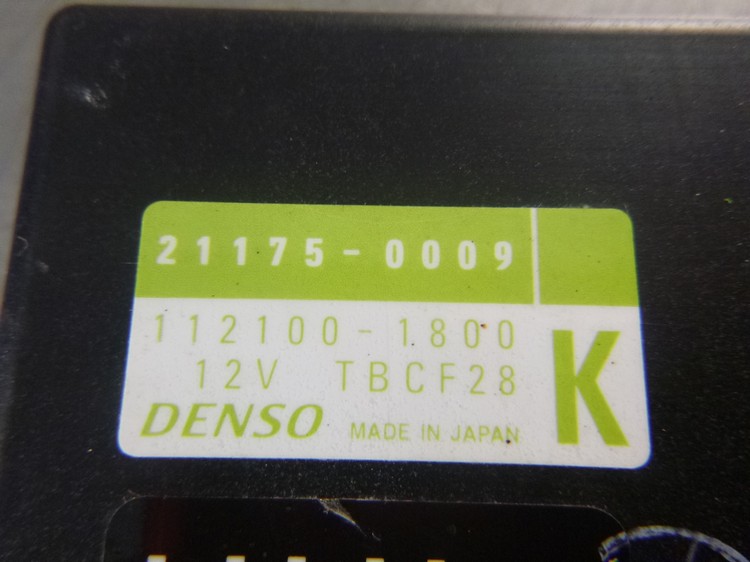 21175-0009
112100-1800
12V TBCF28
DENSO MADE IN JAPAN
K